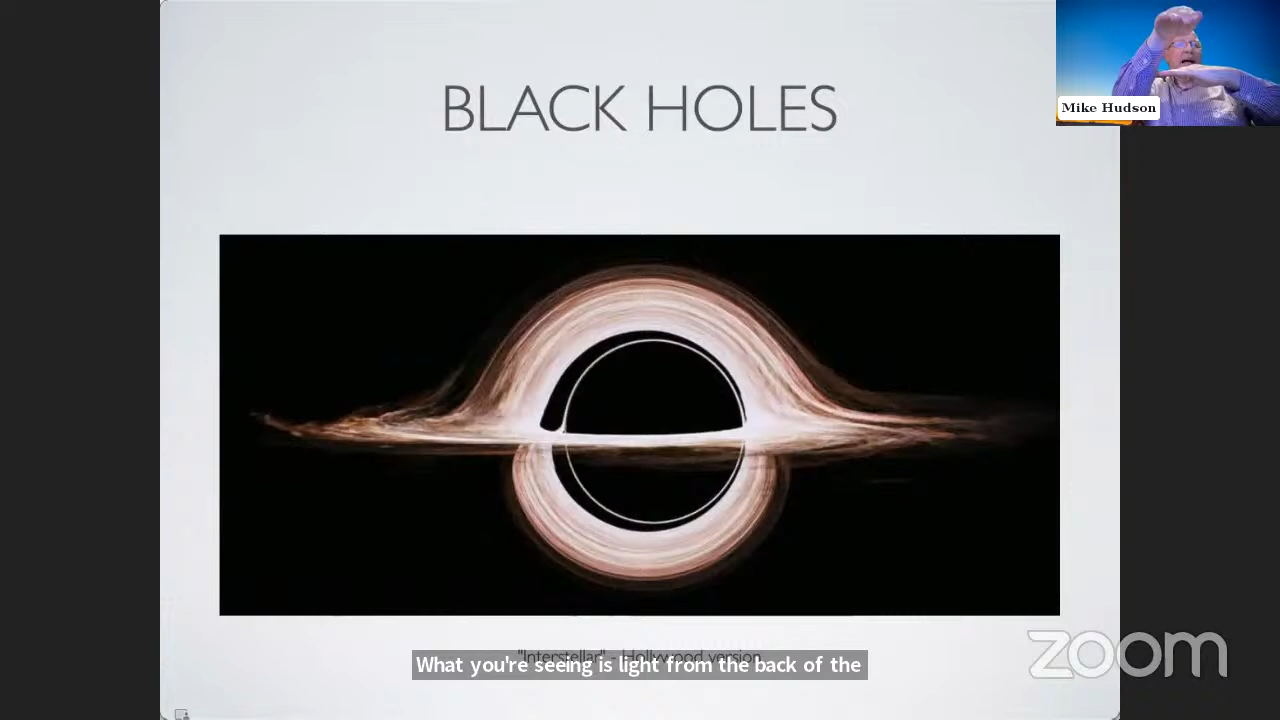 BLACK HOLES
Mike Hudson
"Interstellar" - Hollywood version
What you're seeing is light from the back of the
zoom